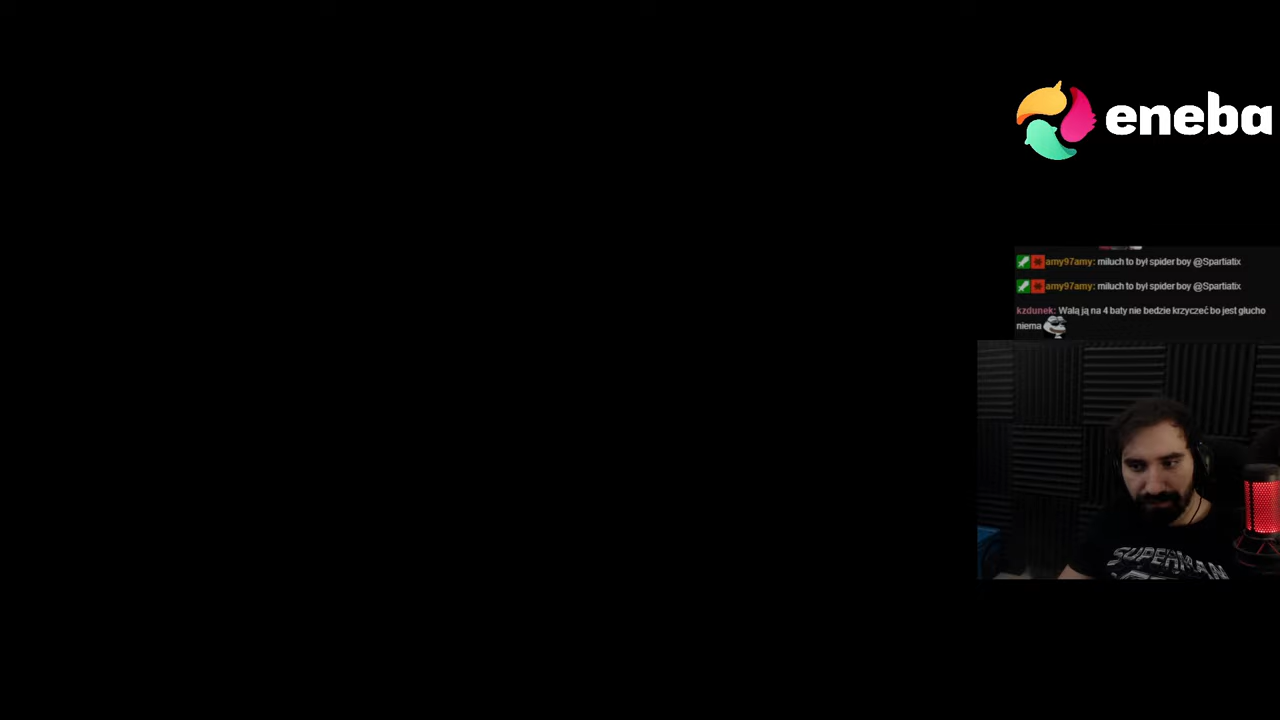 eneba
amy97amy: miluch to był spider boy @Spartiatix
amy97amy: miluch to był spider boy @Spartiatix
kzdunek: Walą ją na 4 baty nie bedzie krzyczeć bo jest głucho
niema
SUPERMAN